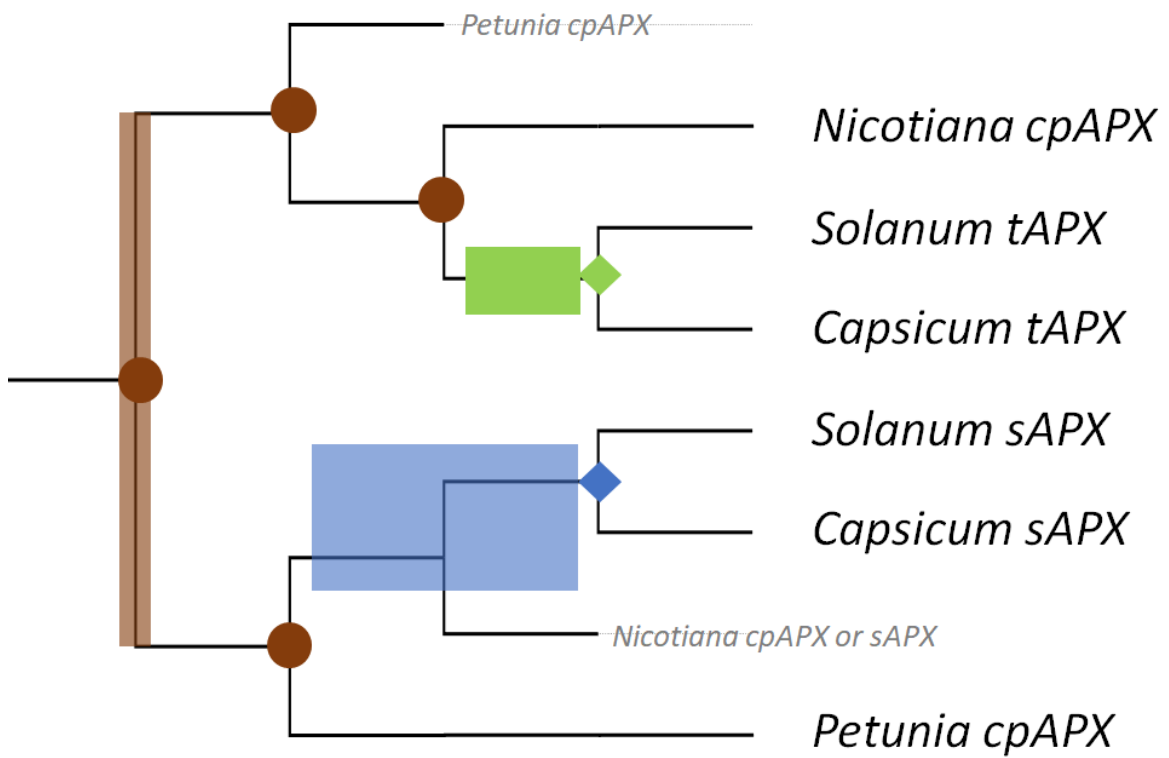 Petunia cpAPX
Nicotiana cpAPX
Solanum tAPX
Capsicum tAPX
Solanum sAPX
Capsicum sAPX
Nicotiana cpAPX or sAPX
Petunia cpAPX